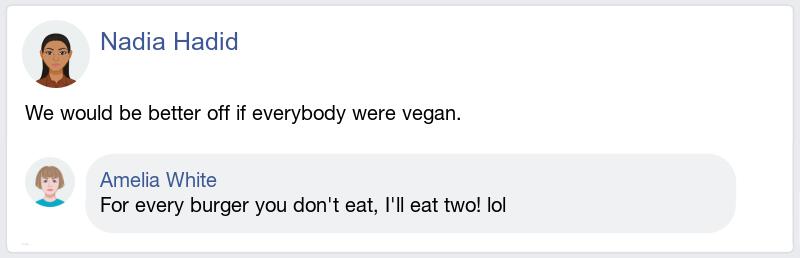 Nadia Hadid
We would be better off if everybody were vegan.
Amelia White
For every burger you don't eat, I'll eat two! lol